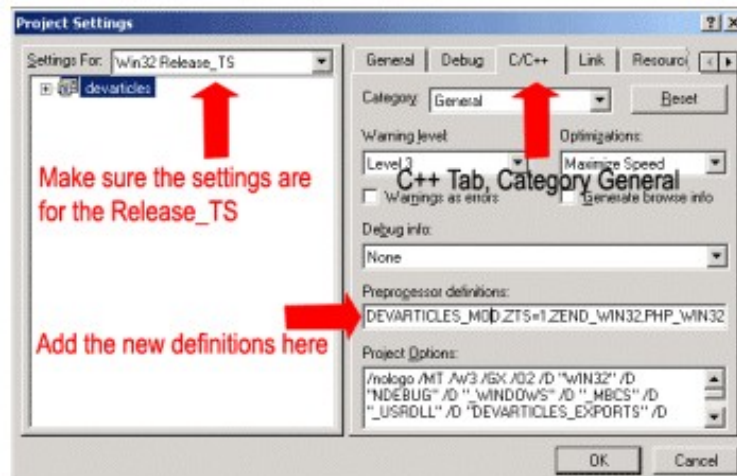 Project Settings
Settings For: Win32 Release_TS
devarticles
Make sure the settings are
for the Release_TS
Add the new definitions here
General Debug C/C++ Link Resourc
Category: General Reset
Warning level: Optimizations:
Level 3 Maximize Speed
C++ Tab, Category General
Warnings as errors Generate browse info
Debug info:
None
Preprocessor definitions:
DEVARTICLES_MOD,ZTS=1,ZEND_WIN32,PHP_WIN32
Project Options:
/nologo /MT /W3 /GX /O2 /D "WIN32" /D
"NDEBUG" /D "_WINDOWS" /D "_MBCS" /D
"_USROLL" /D "DEVARTICLES_EXPORTS" /D
OK Cancel